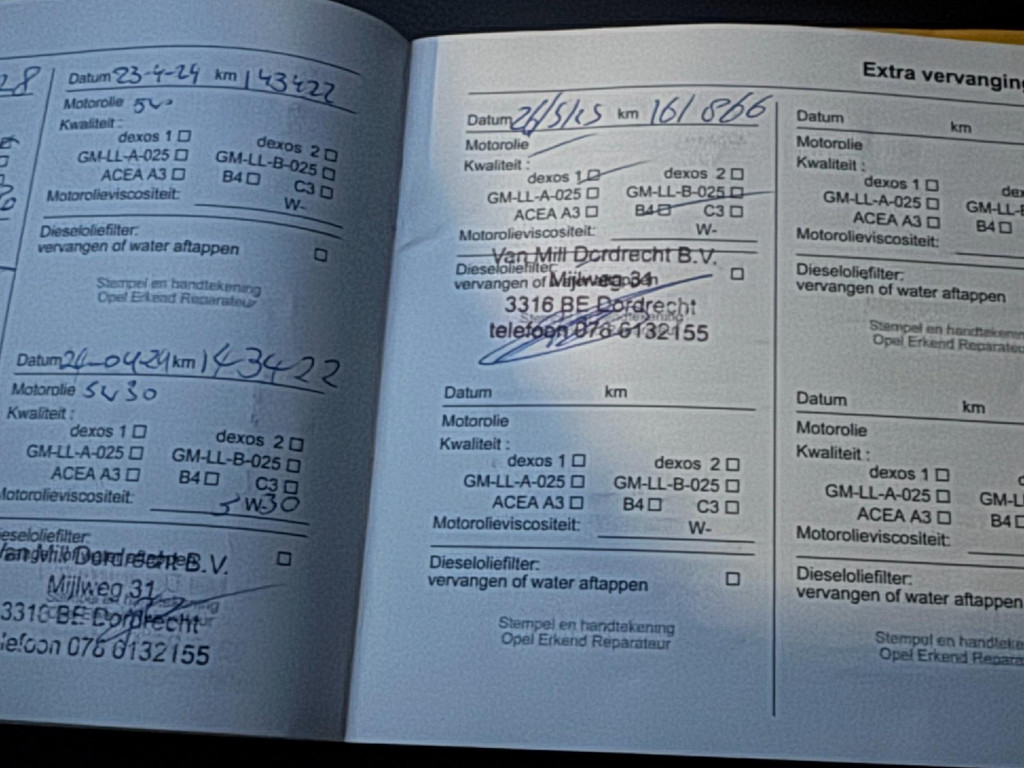 28
Datum 23-4-24 km 143422
Motorolie 5W
Kwaliteit :
dexos 1 dexos 2
GM-LL-A-025 GM-LL-B-025
ACEA A3 B4 C3
Motorolieviscositeit: W-
Dieseloliefilter:
vervangen of water aftappen
Stempel en handtekening
Opel Erkend Reparateur
Datum 24-04-24 km 143422
Motorolie 5W30
Kwaliteit :
dexos 1 dexos 2
GM-LL-A-025 GM-LL-B-025
ACEA A3 B4 C3
Motorolieviscositeit: 5 W-30
Dieseloliefilter:
Van Mill Dordrecht B.V.
Mijlweg 31
3316 BE Dordrecht
telefoon 078 6132155
Extra vervanging
Datum 26/5/25 km 161866
Motorolie
Kwaliteit :
dexos 1 dexos 2
GM-LL-A-025 GM-LL-B-025
ACEA A3 B4 C3
Motorolieviscositeit: W-
Van Mill Dordrecht B.V.
Dieseloliefilter:
vervangen of water aftappen
Mijlweg 31
3316 BE Dordrecht
Stempel en handtekening
telefoon 078 6132155
Datum km
Motorolie
Kwaliteit :
dexos 1 dexos 2
GM-LL-A-025 GM-LL-B-025
ACEA A3 B4 C3
Motorolieviscositeit: W-
Dieseloliefilter:
vervangen of water aftappen
Stempel en handtekening
Opel Erkend Reparateur
Datum km
Motorolie
Kwaliteit :
dexos 1
GM-LL-A-025 GM-LL-B
ACEA A3 B4
Motorolieviscositeit:
Dieseloliefilter:
vervangen of water aftappen
Stempel en handtekening
Opel Erkend Reparateur
Datum km
Motorolie
Kwaliteit :
dexos 1
GM-LL-A-025 GM-LL
ACEA A3 B4
Motorolieviscositeit:
Dieseloliefilter:
vervangen of water aftappen
Stempel en handtekening
Opel Erkend Reparateur